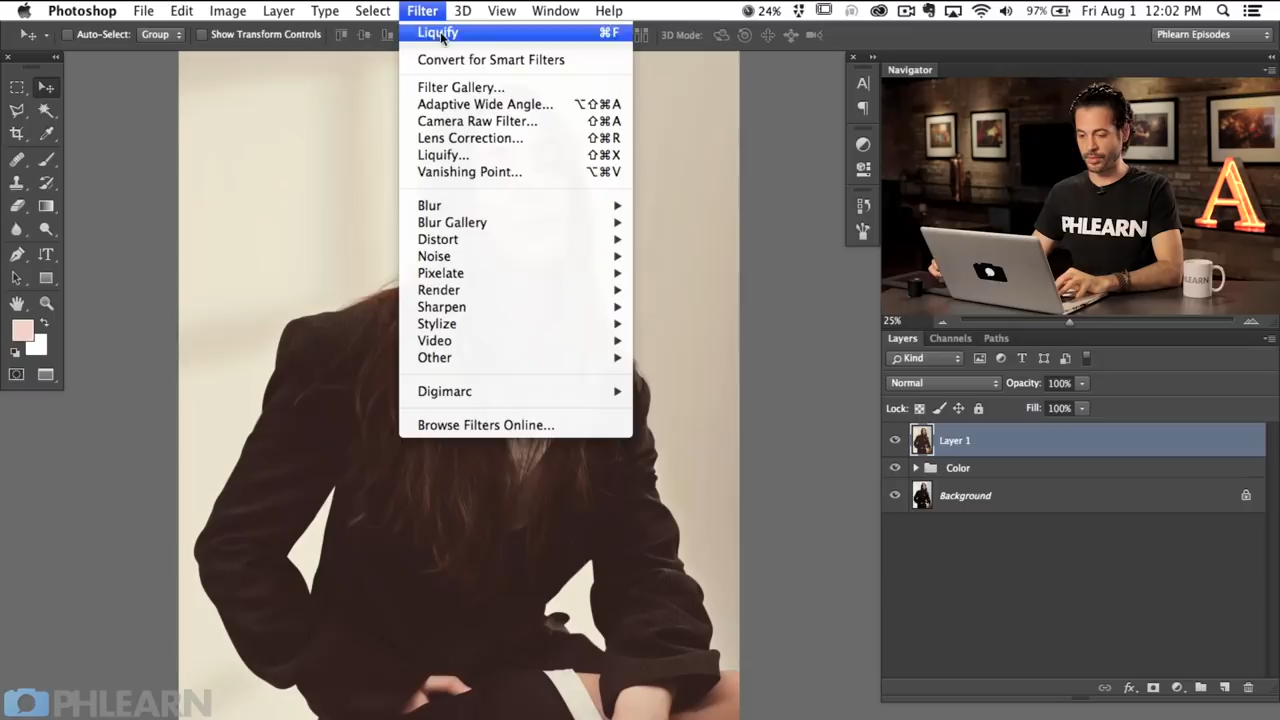 Photoshop File Edit Image Layer Type Select Filter 3D View Window Help 24% 97% Fri Aug 1 12:02 PM
Auto-Select: Group Show Transform Controls 3D Mode: Phlearn Episodes
Liquify ⌘F
Convert for Smart Filters
Filter Gallery...
Adaptive Wide Angle... ⌥⇧⌘A
Camera Raw Filter... ⇧⌘A
Lens Correction... ⇧⌘R
Liquify... ⇧⌘X
Vanishing Point... ⌥⌘V
Blur
Blur Gallery
Distort
Noise
Pixelate
Render
Sharpen
Stylize
Video
Other
Digimarc
Browse Filters Online...
Navigator
A
PHLEARN
PHLEARN
25%
Layers Channels Paths
Kind
Normal Opacity: 100%
Lock: Fill: 100%
Layer 1
Color
Background
PHLEARN